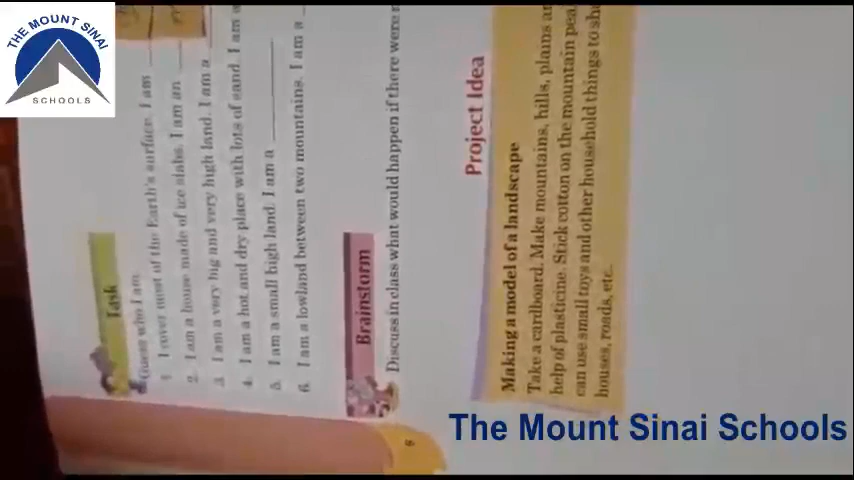 THE MOUNT SINAI
SCHOOLS
Task
Guess who I am.
1. I cover most of the Earth's surface. I am
2. I am a house made of ice slabs. I am an
3. I am a very big and very high land. I am a
4. I am a hot and dry place with lots of sand. I am a
5. I am a small high land. I am a
6. I am a lowland between two mountains. I am a
Brainstorm
Discuss in class what would happen if there were
Project Idea
Making a model of a landscape
Take a cardboard. Make mountains, hills, plains
help of plasticine. Stick cotton on the mountain
can use small toys and other household things to
houses, roads, etc.
The Mount Sinai Schools